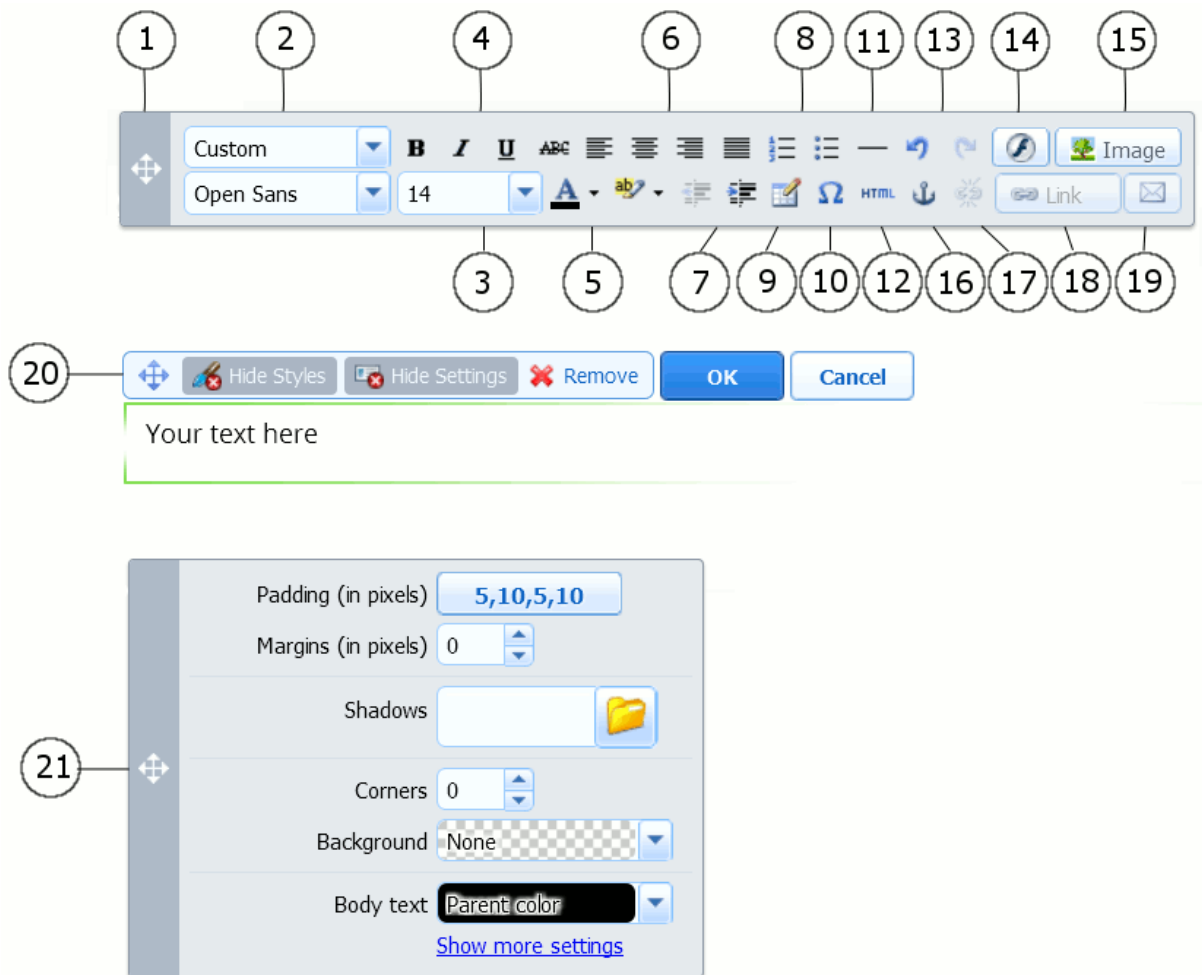 1 2 4 6 8 11 13 14 15
Custom B I U ABC Image
Open Sans 14 A ab Ω HTML Link
3 5 7 9 10 12 16 17 18 19
20 Hide Styles Hide Settings Remove OK Cancel
Your text here
Padding (in pixels) 5,10,5,10
Margins (in pixels) 0
Shadows
21
Corners 0
Background None
Body text Parent color
Show more settings